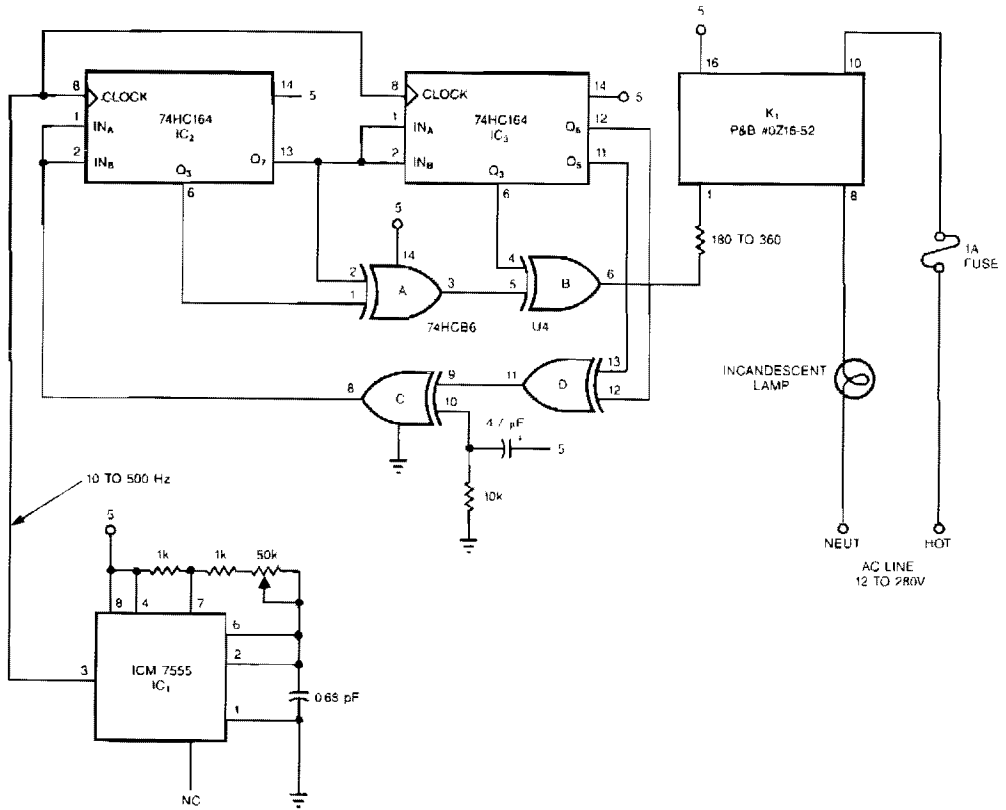 5
8
CLOCK
1
INA
2
INB
74HC164
IC2
Q3
6
Q7
14
5
13
8
CLOCK
1
INA
2
INB
74HC164
IC3
Q3
6
14
5
Q6
12
Q5
11
5
16
10
K1
P&B #0Z16-52
1
8
180 TO 360
1A
FUSE
5
14
2
1
A
3
74HCB6
4
5
B
6
U4
INCANDESCENT
LAMP
8
C
9
10
11
D
13
12
4 7 µF
+
5
10k
10 TO 500 Hz
5
1k
1k
50k
8
4
7
6
2
1
3
ICM 7555
IC1
068 pF
NC
NEUT
HOT
AC LINE
12 TO 280V